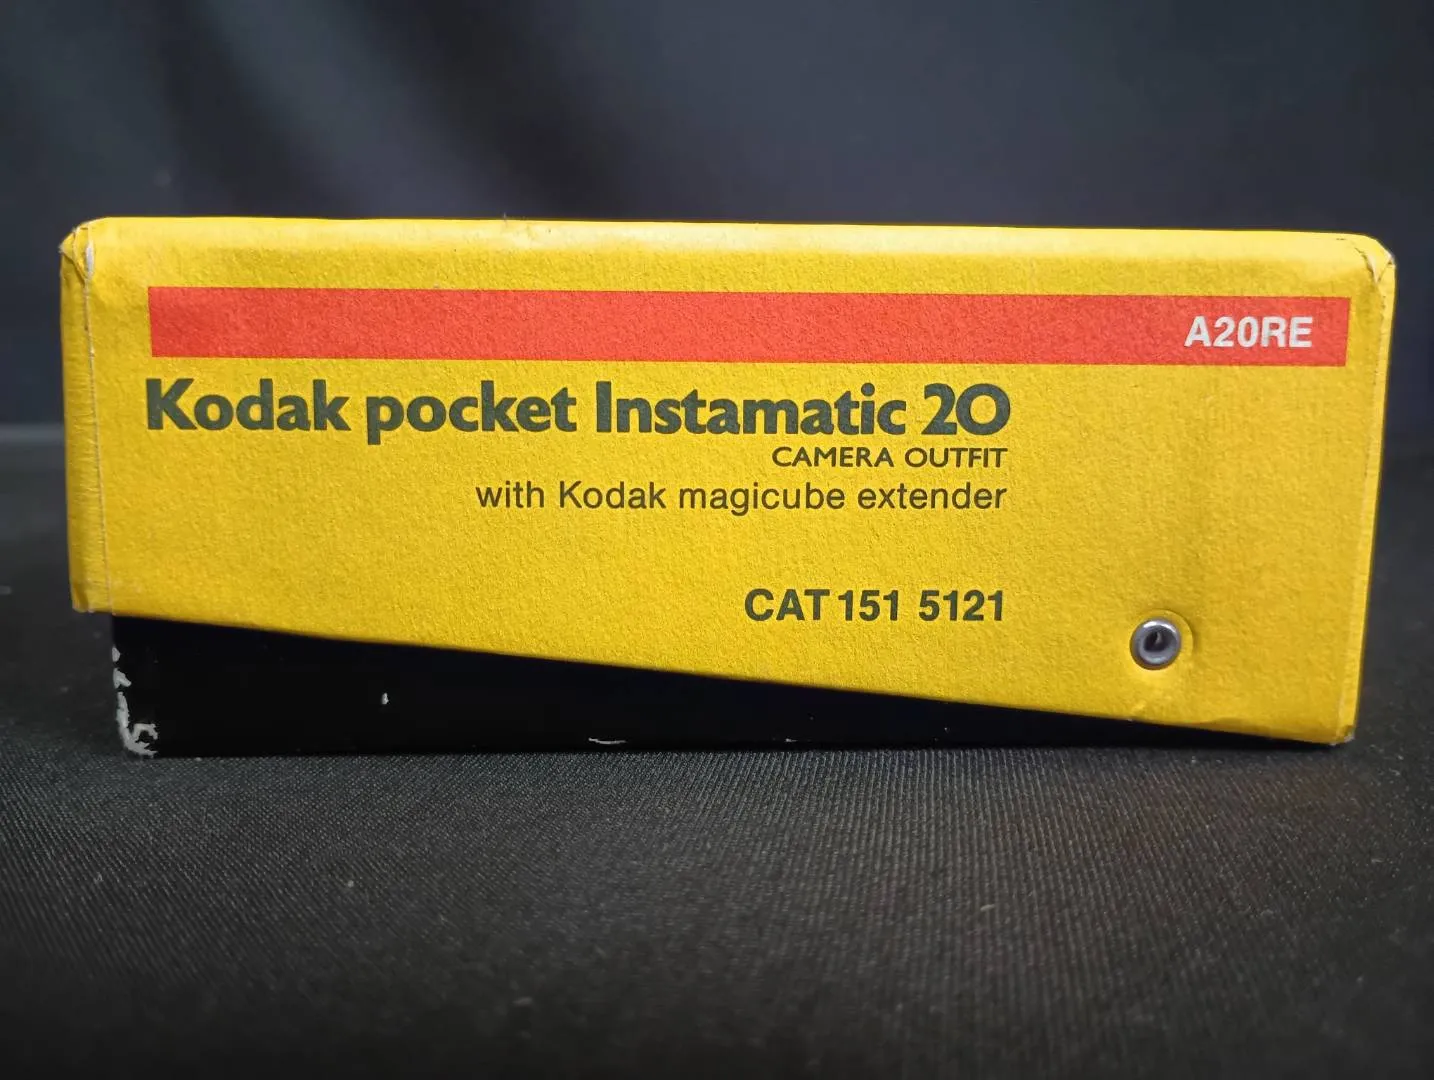 A20RE
Kodak pocket Instamatic 20
CAMERA OUTFIT
with Kodak magicube extender
CAT 151 5121